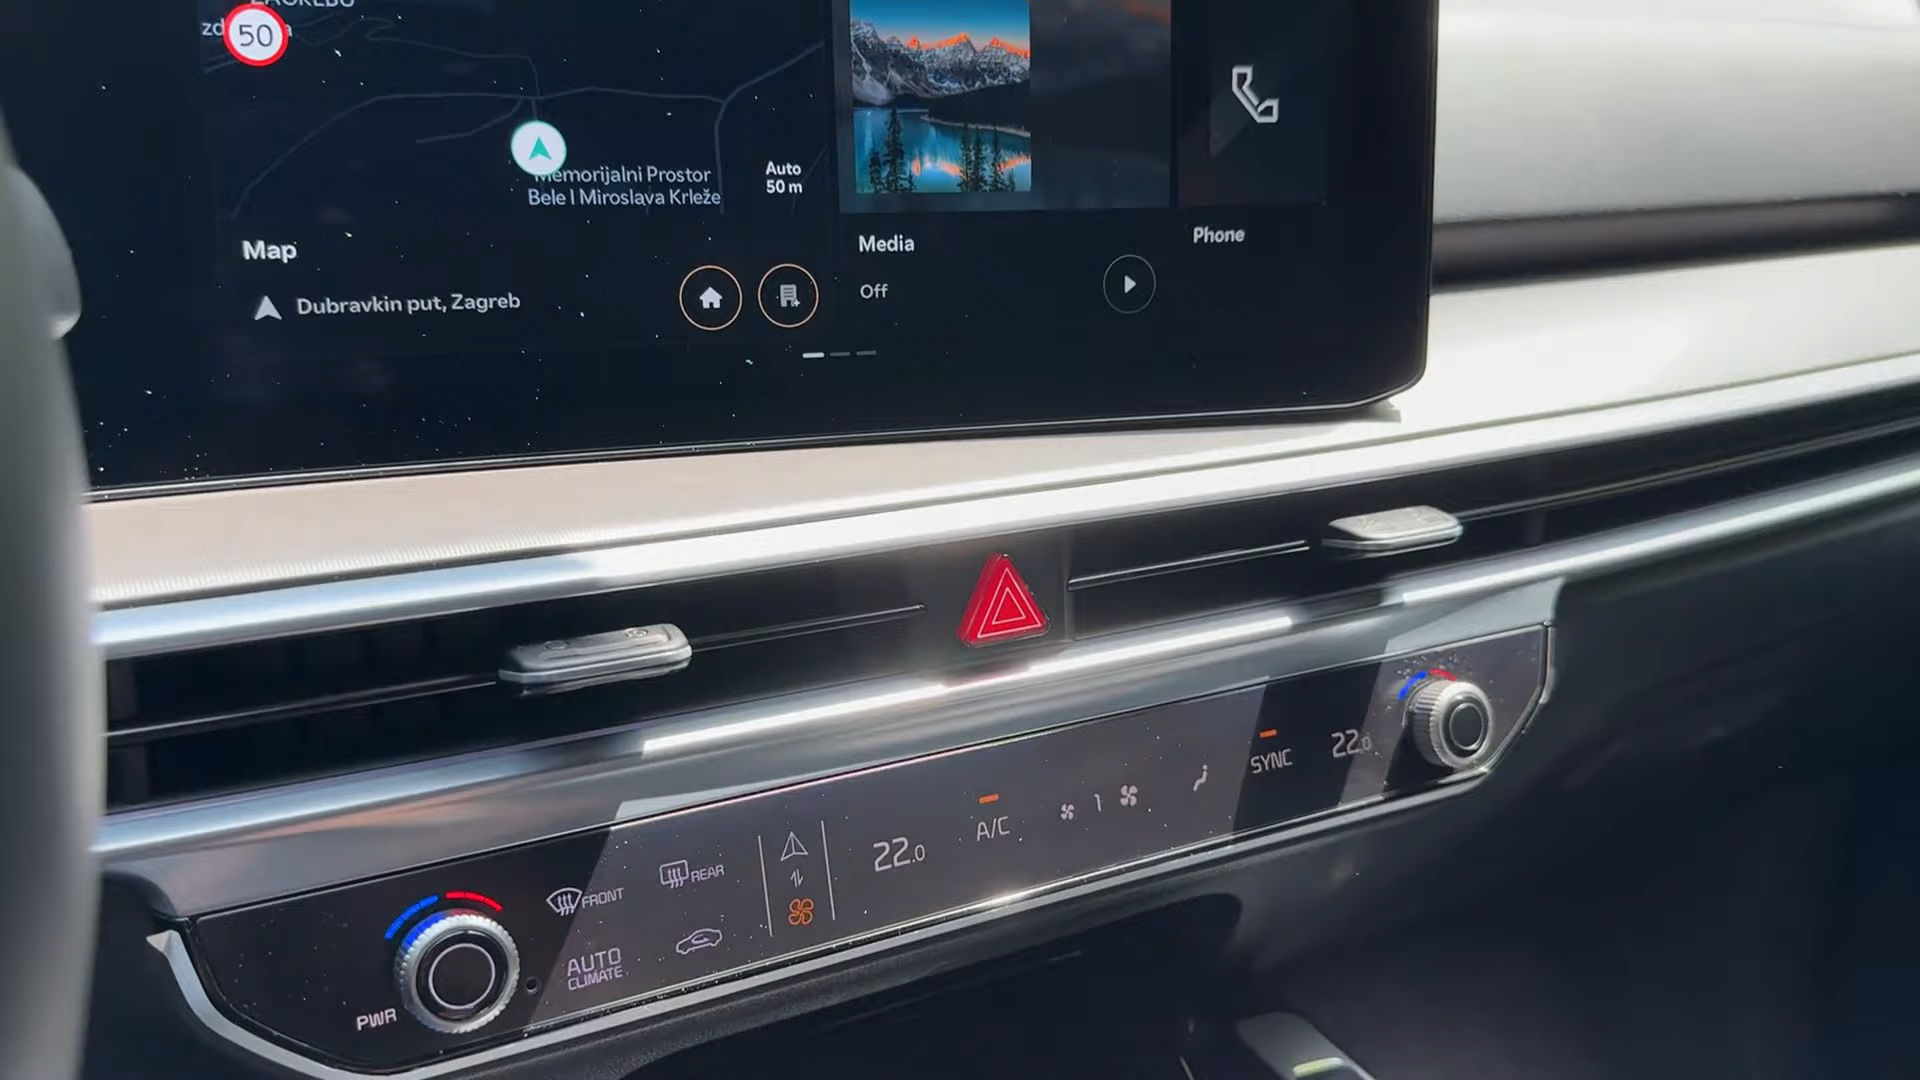 50
Memorijalni Prostor
Bele I Miroslava Krleže
Auto
50 m
Map
Dubravkin put, Zagreb
Media
Off
Phone
PWR
FRONT
REAR
AUTO
CLIMATE
22.0
A/C
1
SYNC
22.0